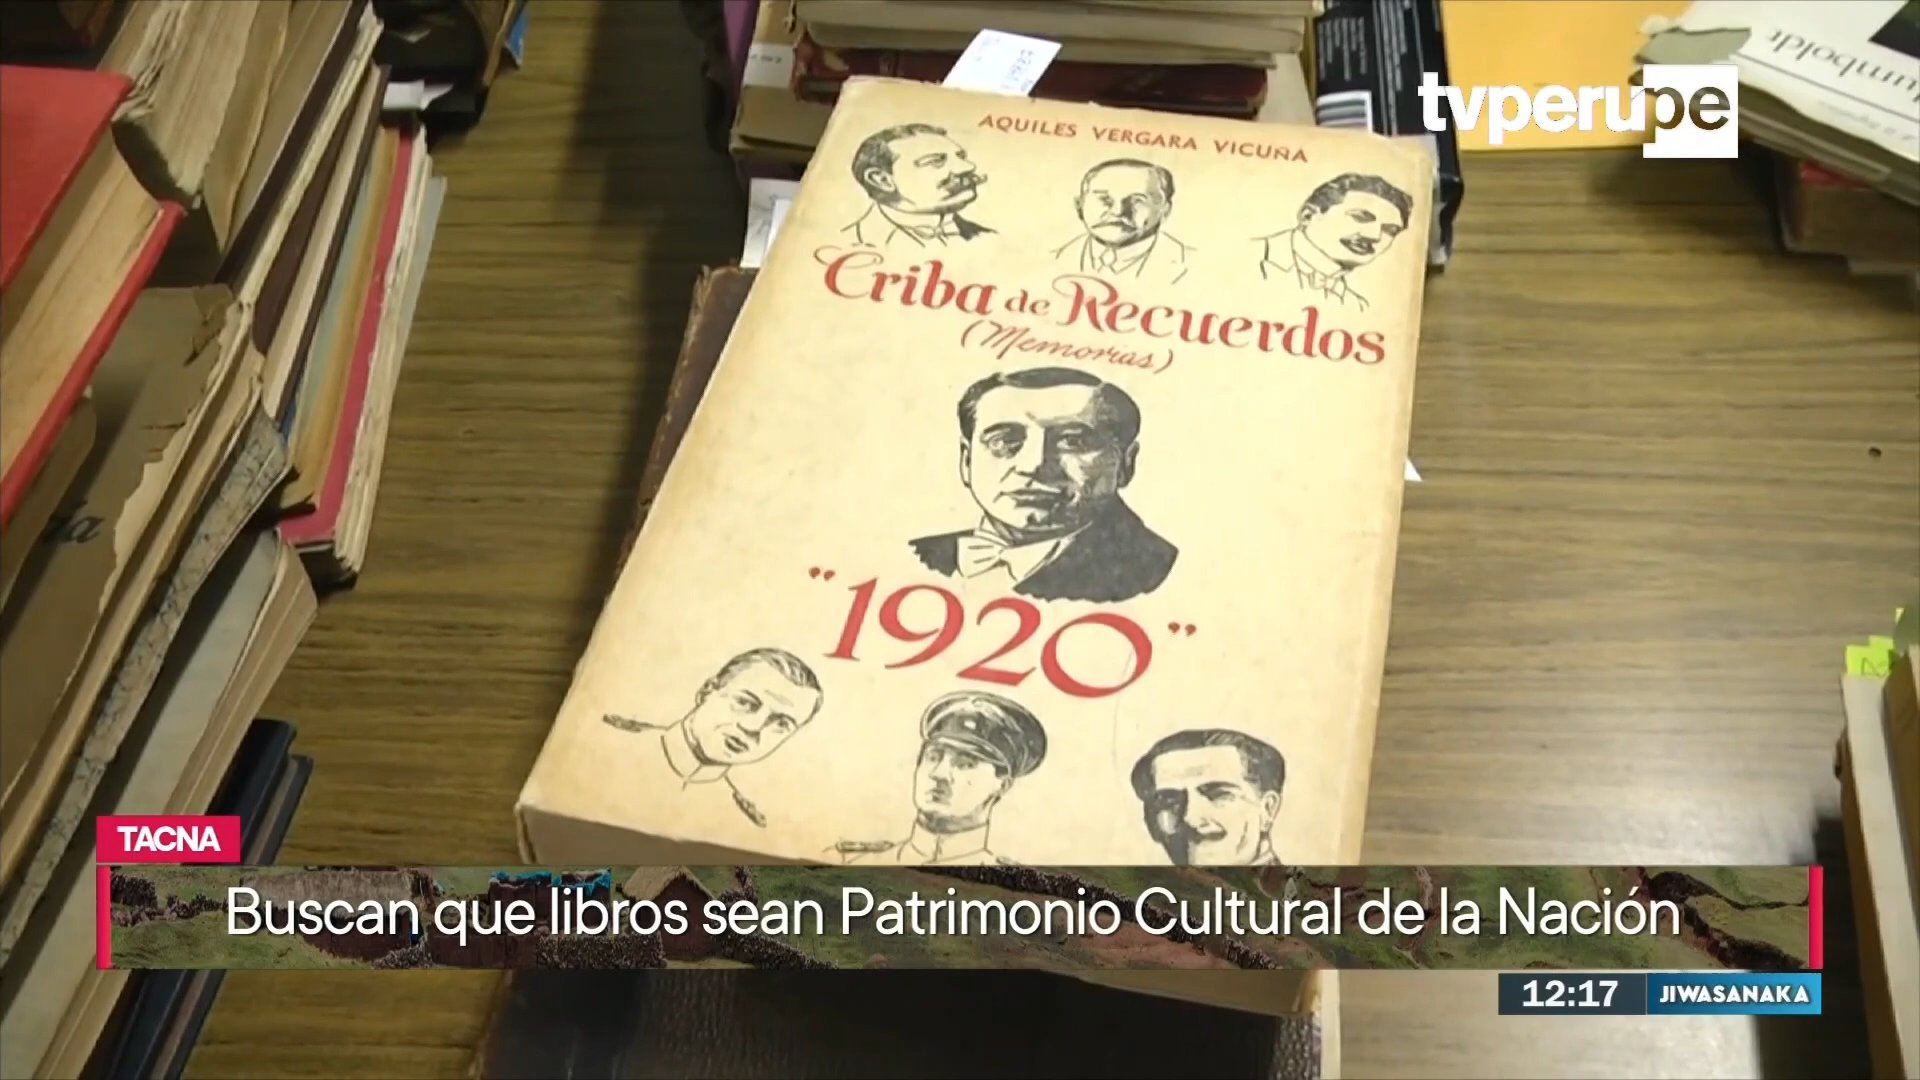 umboldt
tvperupe
AQUILES VERGARA VICUÑA
Criba de Recuerdos
(Memorias)
"1920"
TACNA
Buscan que libros sean Patrimonio Cultural de la Nación
12:17 JIWASANAKA